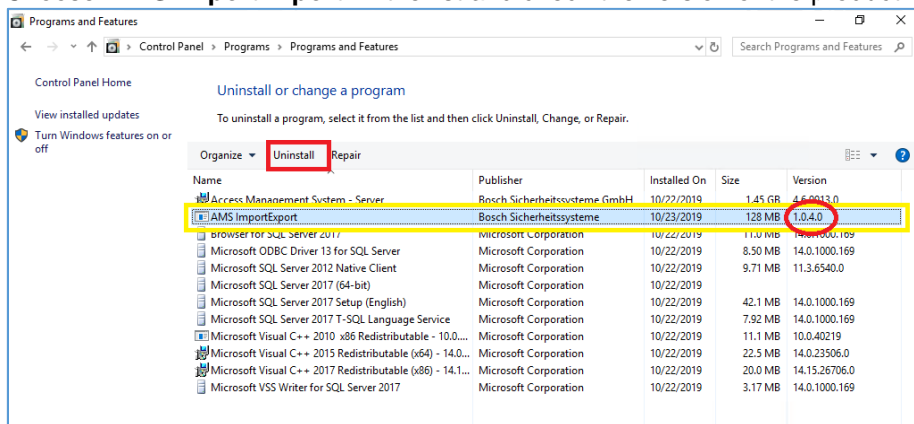 Programs and Features
Control Panel > Programs > Programs and Features
Search Programs and Features
Control Panel Home
Uninstall or change a program
View installed updates
To uninstall a program, select it from the list and then click Uninstall, Change, or Repair.
Turn Windows features on or
off
Organize Uninstall Repair
Name Publisher Installed On Size Version
Access Management System - Server Bosch Sicherheitssysteme GmbH 10/22/2019 1.45 GB 4.6.0013.0
AMS ImportExport Bosch Sicherheitssysteme 10/23/2019 128 MB 1.0.4.0
Browser for SQL Server 2017 Microsoft Corporation 10/22/2019 11.0 MB 14.0.1000.169
Microsoft ODBC Driver 13 for SQL Server Microsoft Corporation 10/22/2019 8.50 MB 14.0.1000.169
Microsoft SQL Server 2012 Native Client Microsoft Corporation 10/22/2019 9.71 MB 11.3.6540.0
Microsoft SQL Server 2017 (64-bit) Microsoft Corporation 10/22/2019
Microsoft SQL Server 2017 Setup (English) Microsoft Corporation 10/22/2019 42.1 MB 14.0.1000.169
Microsoft SQL Server 2017 T-SQL Language Service Microsoft Corporation 10/22/2019 7.92 MB 14.0.1000.169
Microsoft Visual C++ 2010 x86 Redistributable - 10.0.... Microsoft Corporation 10/22/2019 11.1 MB 10.0.40219
Microsoft Visual C++ 2015 Redistributable (x64) - 14.0... Microsoft Corporation 10/22/2019 22.5 MB 14.0.23506.0
Microsoft Visual C++ 2017 Redistributable (x86) - 14.1... Microsoft Corporation 10/22/2019 20.0 MB 14.15.26706.0
Microsoft VSS Writer for SQL Server 2017 Microsoft Corporation 10/22/2019 3.17 MB 14.0.1000.169